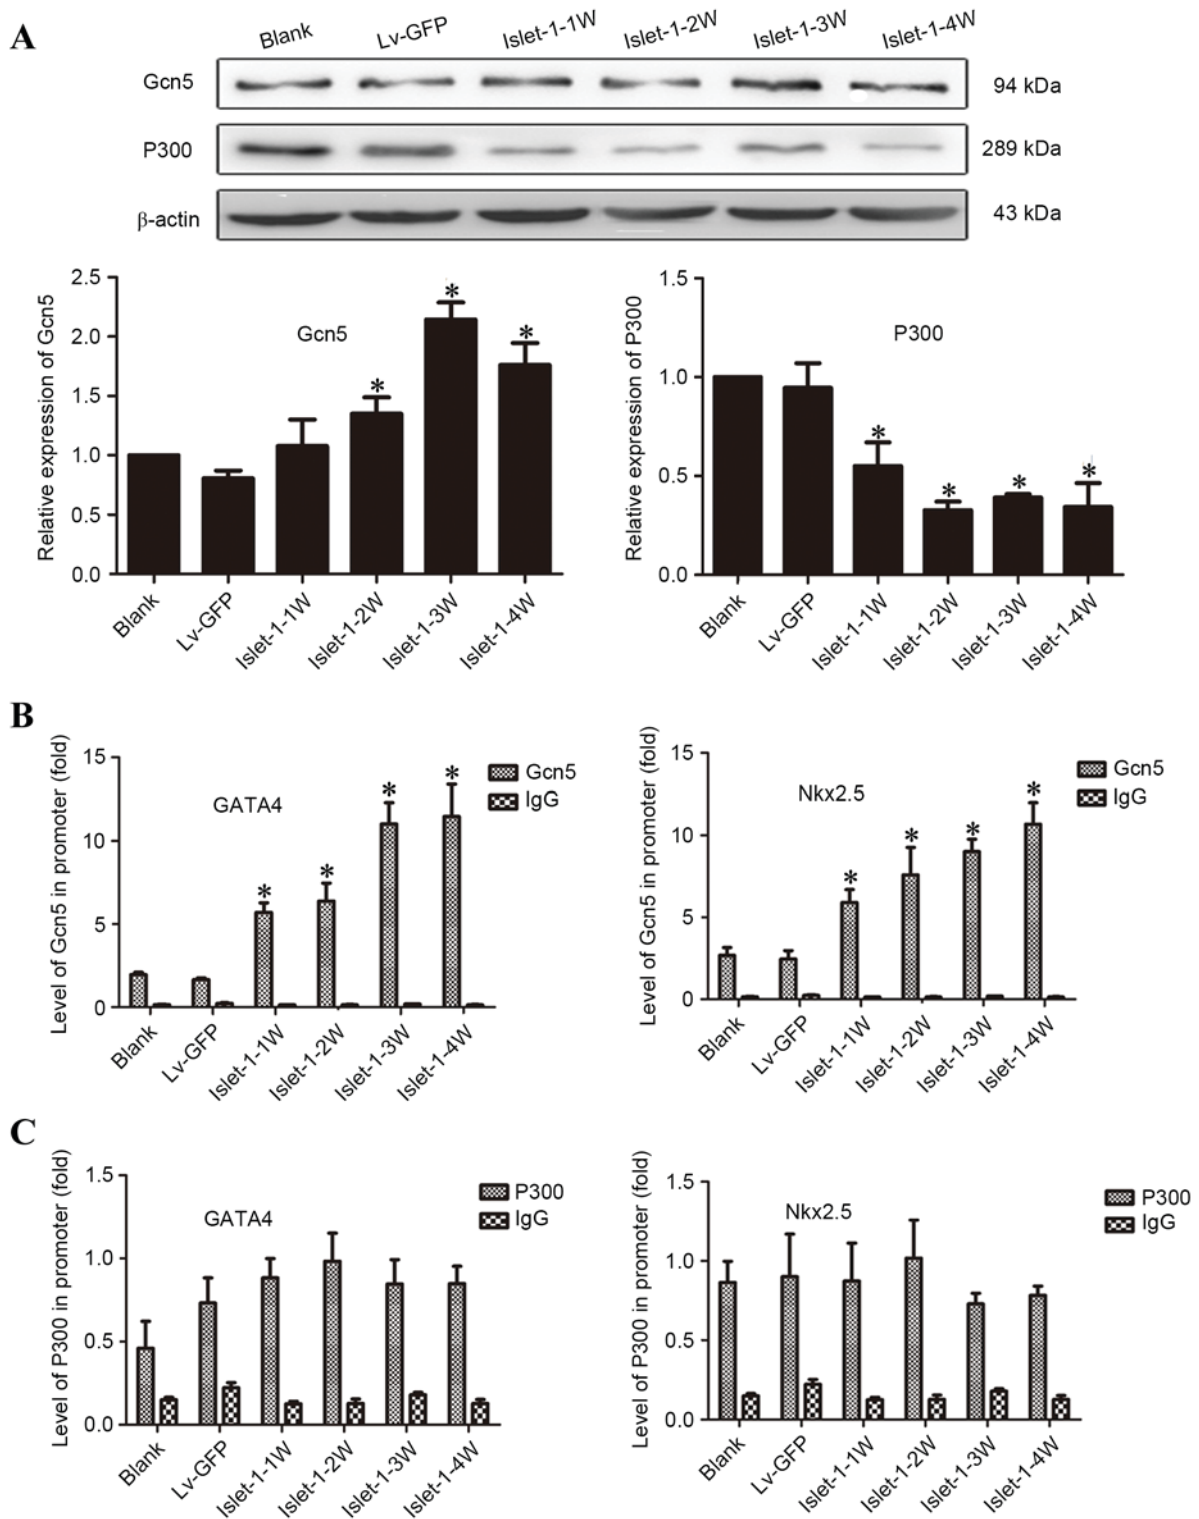 A
Blank Lv-GFP Islet-1-1W Islet-1-2W Islet-1-3W Islet-1-4W
Gcn5 94 kDa
P300 289 kDa
β-actin 43 kDa
Relative expression of Gcn5
2.5
2.0
1.5
1.0
0.5
0.0
Gcn5
* * *
Blank Lv-GFP Islet-1-1W Islet-1-2W Islet-1-3W Islet-1-4W
Relative expression of P300
1.5
1.0
0.5
0.0
P300
* * * *
Blank Lv-GFP Islet-1-1W Islet-1-2W Islet-1-3W Islet-1-4W
B
Level of Gcn5 in promoter (fold)
15
10
5
0
GATA4
Gcn5
IgG
* * * *
Blank Lv-GFP Islet-1-1W Islet-1-2W Islet-1-3W Islet-1-4W
Level of Gcn5 in promoter (fold)
15
10
5
0
Nkx2.5
Gcn5
IgG
* * * *
Blank Lv-GFP Islet-1-1W Islet-1-2W Islet-1-3W Islet-1-4W
C
Level of P300 in promoter (fold)
1.5
1.0
0.5
0.0
GATA4
P300
IgG
Blank Lv-GFP Islet-1-1W Islet-1-2W Islet-1-3W Islet-1-4W
Level of P300 in promoter (fold)
1.5
1.0
0.5
0.0
Nkx2.5
P300
IgG
Blank Lv-GFP Islet-1-1W Islet-1-2W Islet-1-3W Islet-1-4W